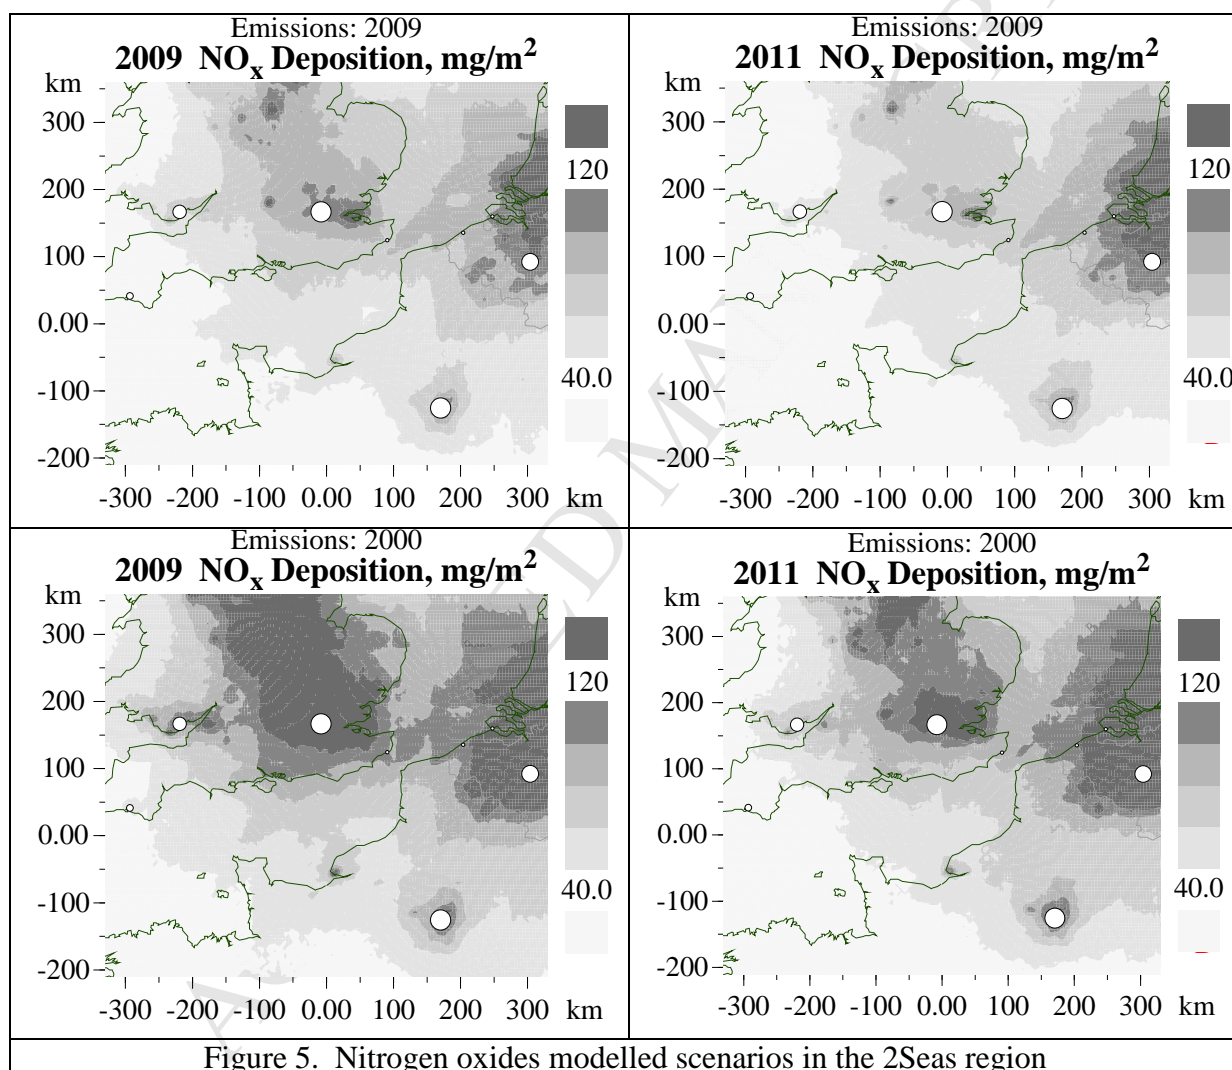 Emissions: 2009
2009 NOx Deposition, mg/m2
km
300
200
100
0.00
-100
-200
-300 -200 -100 0.00 100 200 300 km
120
40.0
Emissions: 2009
2011 NOx Deposition, mg/m2
km
300
200
100
0.00
-100
-200
-300 -200 -100 0.00 100 200 300 km
120
40.0
Emissions: 2000
2009 NOx Deposition, mg/m2
km
300
200
100
0.00
-100
-200
-300 -200 -100 0.00 100 200 300 km
120
40.0
Emissions: 2000
2011 NOx Deposition, mg/m2
km
300
200
100
0.00
-100
-200
-300 -200 -100 0.00 100 200 300 km
120
40.0
Figure 5. Nitrogen oxides modelled scenarios in the 2Seas region